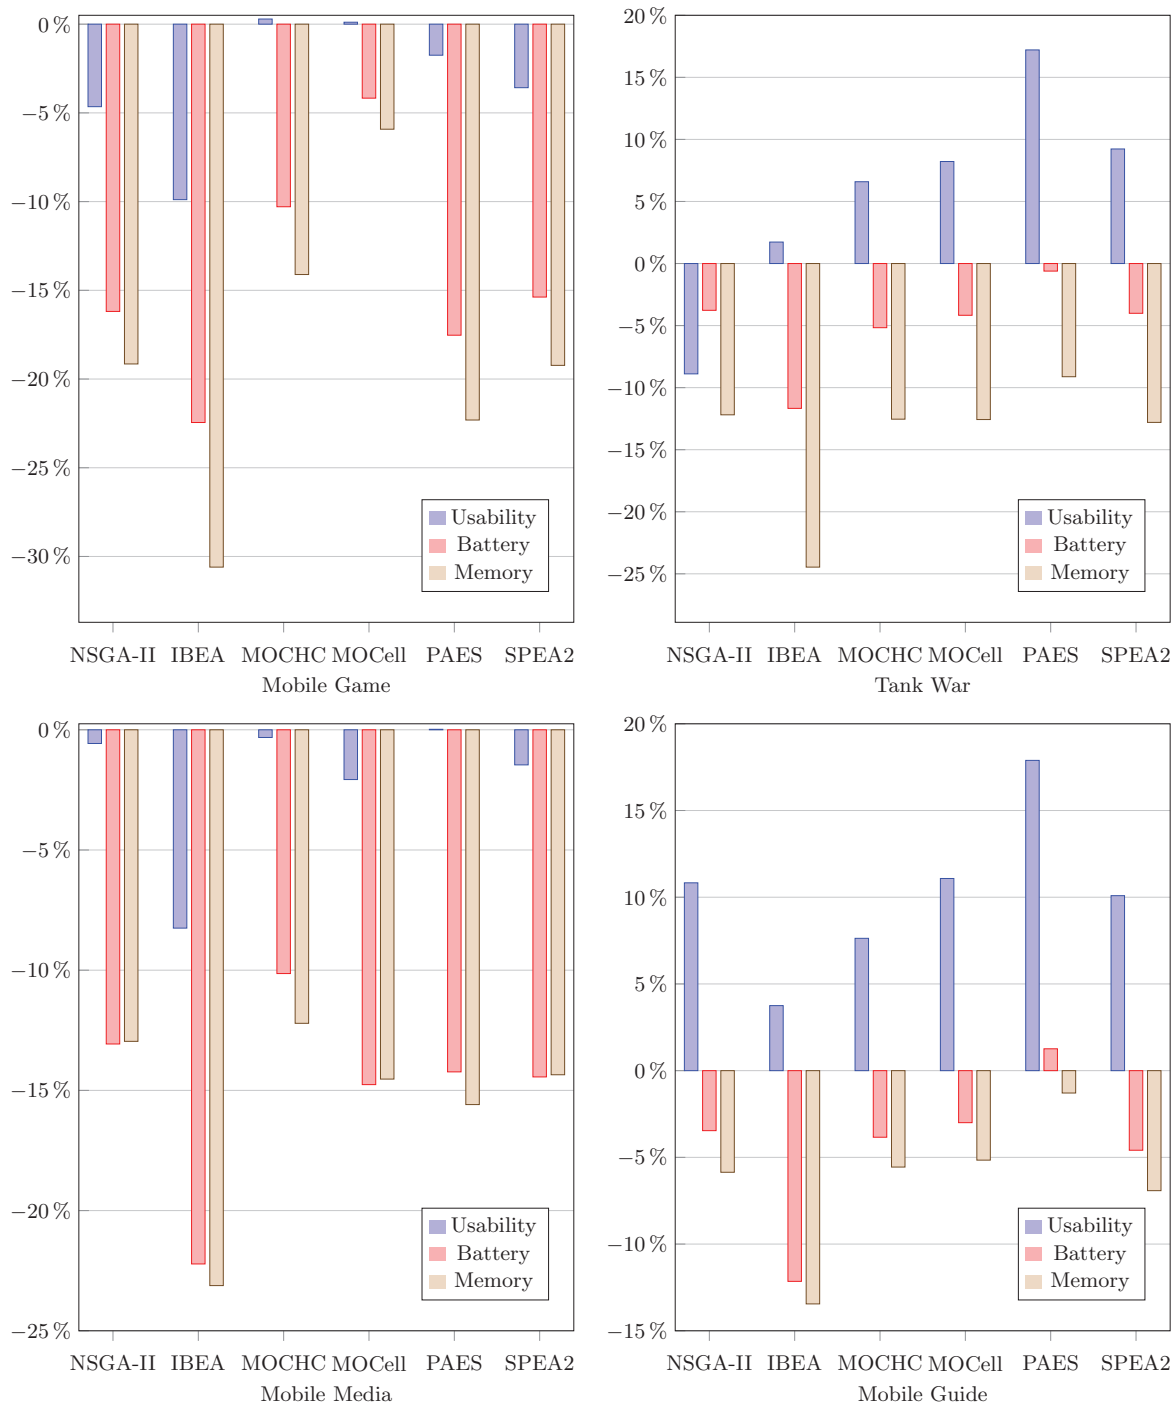 0 %
−5 %
−10 %
−15 %
−20 %
−25 %
−30 %
Usability
Battery
Memory
NSGA-II IBEA MOCHC MOCell PAES SPEA2
Mobile Game
20 %
15 %
10 %
5 %
0 %
−5 %
−10 %
−15 %
−20 %
−25 %
Usability
Battery
Memory
NSGA-II IBEA MOCHC MOCell PAES SPEA2
Tank War
0 %
−5 %
−10 %
−15 %
−20 %
−25 %
Usability
Battery
Memory
NSGA-II IBEA MOCHC MOCell PAES SPEA2
Mobile Media
20 %
15 %
10 %
5 %
0 %
−5 %
−10 %
−15 %
Usability
Battery
Memory
NSGA-II IBEA MOCHC MOCell PAES SPEA2
Mobile Guide